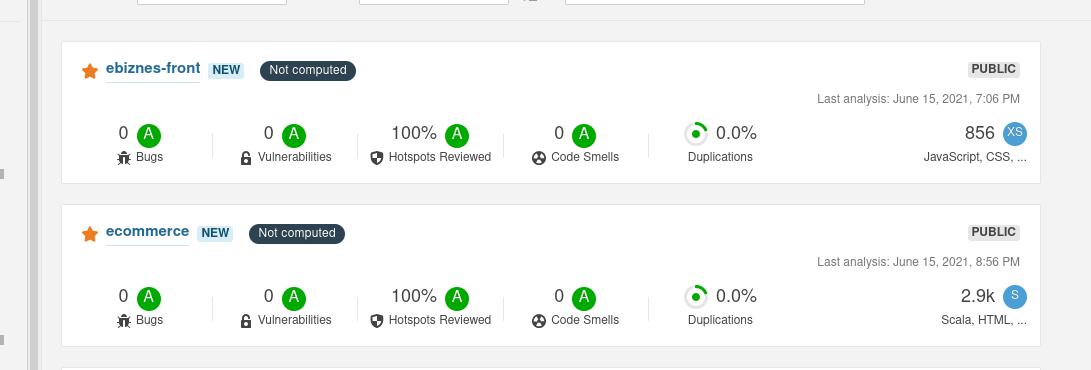 ebiznes-front NEW Not computed PUBLIC
Last analysis: June 15, 2021, 7:06 PM
0 A 0 A 100% A 0 A 0.0% 856 XS
Bugs Vulnerabilities Hotspots Reviewed Code Smells Duplications JavaScript, CSS, ...
ecommerce NEW Not computed PUBLIC
Last analysis: June 15, 2021, 8:56 PM
0 A 0 A 100% A 0 A 0.0% 2.9k S
Bugs Vulnerabilities Hotspots Reviewed Code Smells Duplications Scala, HTML, ...